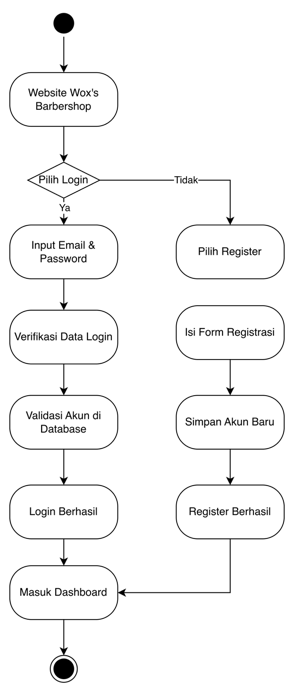 Website Wox's
Barbershop
Pilih Login
Tidak
Ya
Input Email &
Password
Pilih Register
Verifikasi Data Login
Isi Form Registrasi
Validasi Akun di
Database
Simpan Akun Baru
Login Berhasil
Register Berhasil
Masuk Dashboard